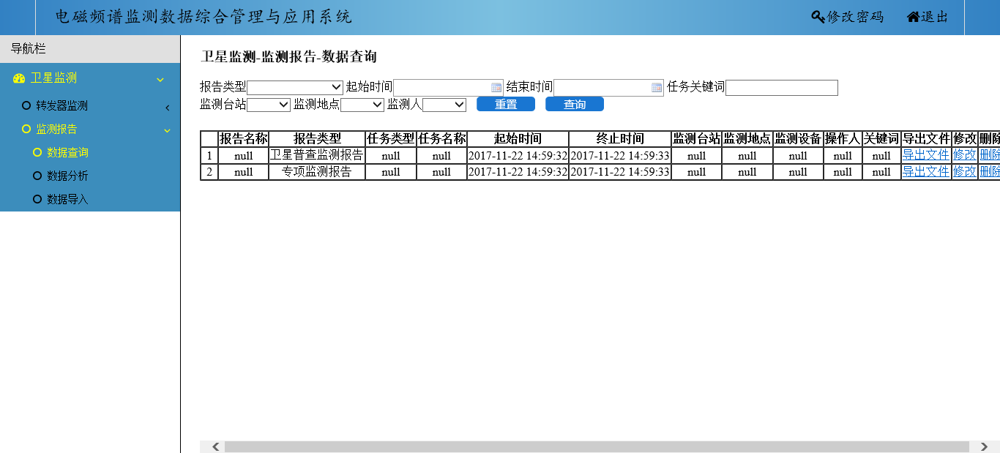 电磁频谱监测数据综合管理与应用系统 修改密码 退出
导航栏
卫星监测
转发器监测
监测报告
数据查询
数据分析
数据导入
卫星监测-监测报告-数据查询
报告类型 起始时间 结束时间 任务关键词
监测台站 监测地点 监测人 重置 查询
报告名称 报告类型 任务类型 任务名称 起始时间 终止时间 监测台站 监测地点 监测设备 操作人 关键词 导出文件 修改 删除
1 null 卫星普查监测报告 null null 2017-11-22 14:59:32 2017-11-22 14:59:33 null null null null null 导出文件 修改 删除
2 null 专项监测报告 null null 2017-11-22 14:59:32 2017-11-22 14:59:33 null null null null null 导出文件 修改 删除